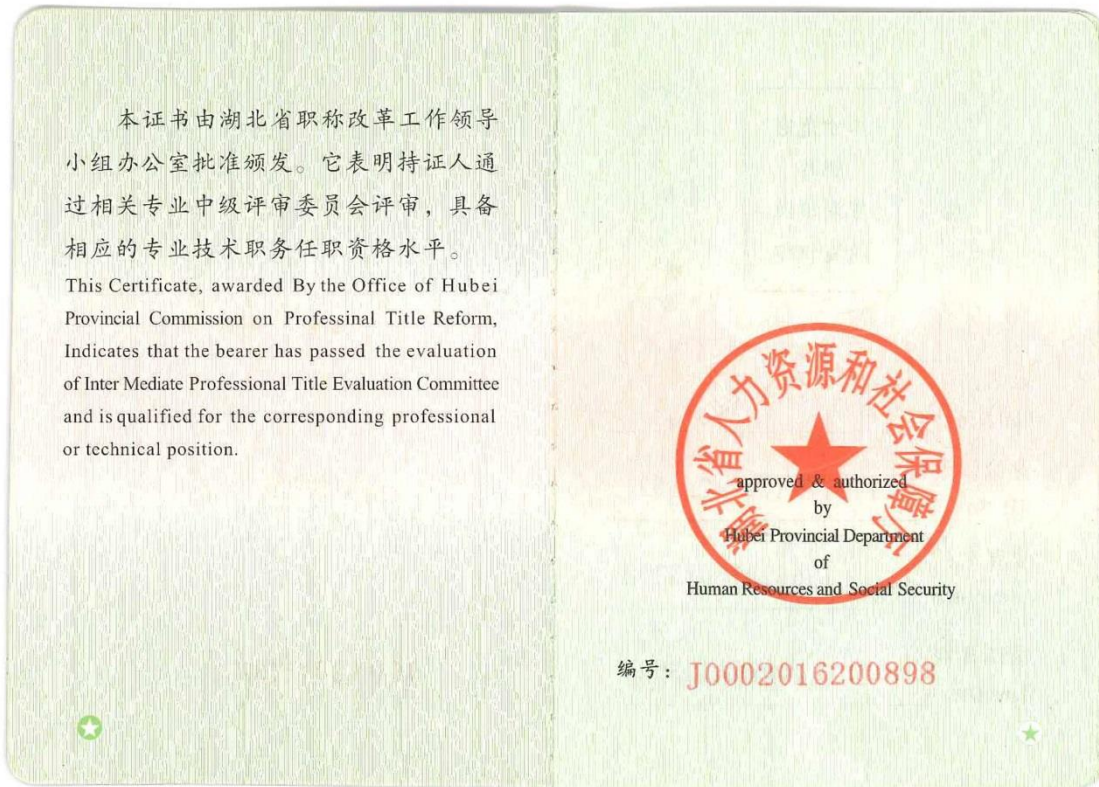 本证书由湖北省职称改革工作领导
小组办公室批准颁发。它表明持证人通
过相关专业中级评审委员会评审，具备
相应的专业技术职务任职资格水平。
This Certificate, awarded By the Office of Hubei
Provincial Commission on Professinal Title Reform,
Indicates that the bearer has passed the evaluation
of Inter Mediate Professional Title Evaluation Committee
and is qualified for the corresponding professional
or technical position.
湖北省人力资源和社会保障厅
approved & authorized
by
Hubei Provincial Department
of
Human Resources and Social Security
编号：J0002016200898